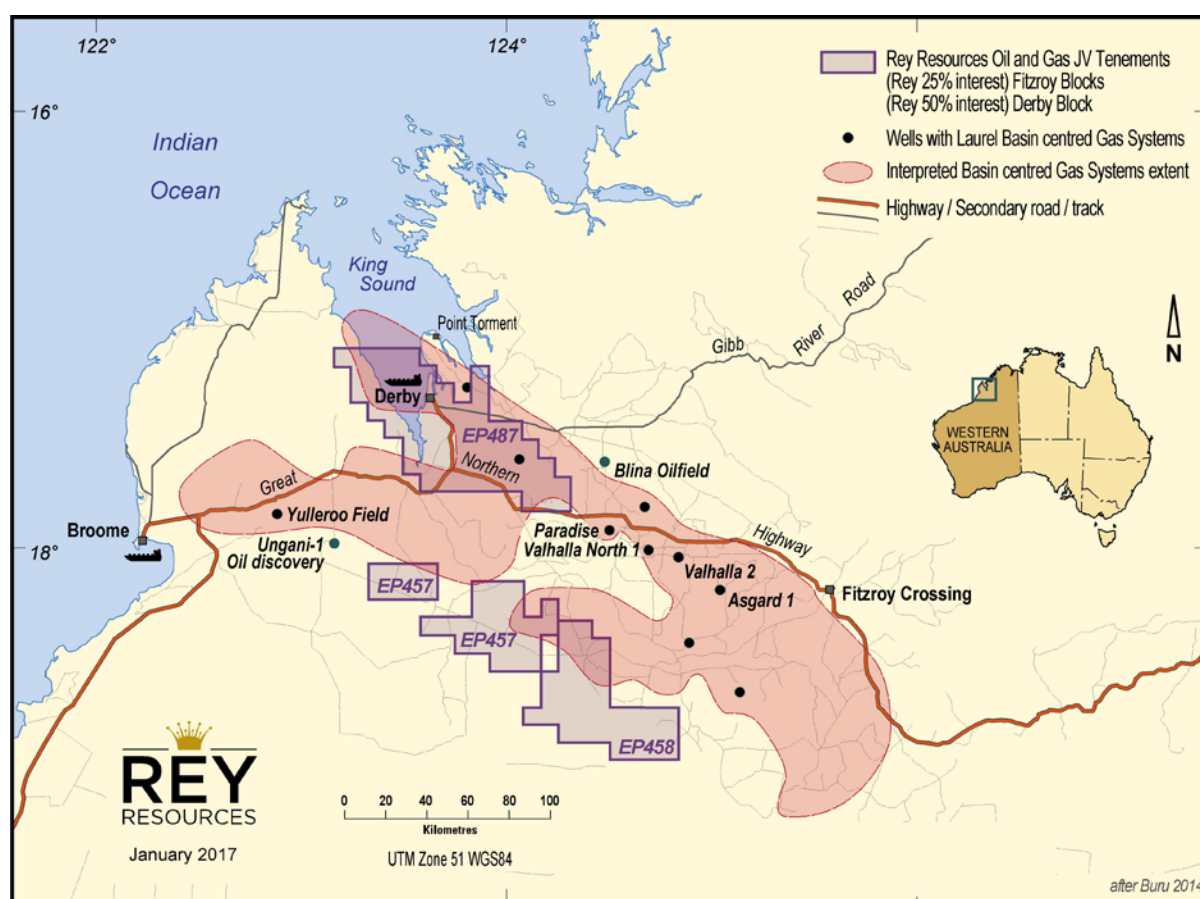 122°
124°
16°
18°
Rey Resources Oil and Gas JV Tenements
(Rey 25% interest) Fitzroy Blocks
(Rey 50% interest) Derby Block
Wells with Laurel Basin centred Gas Systems
Interpreted Basin centred Gas Systems extent
Highway / Secondary road / track
Indian
Ocean
King
Sound
Point Torment
Gibb
River
Road
N
Derby
EP487
WESTERN
AUSTRALIA
Blina Oilfield
Great
Northern
Highway
Yulleroo Field
Broome
Paradise
Valhalla North 1
Ungani-1
Oil discovery
Valhalla 2
Asgard 1
Fitzroy Crossing
EP457
EP457
EP458
REY
RESOURCES
January 2017
0 20 40 60 80 100
Kilometres
UTM Zone 51 WGS84
after Buru 2014